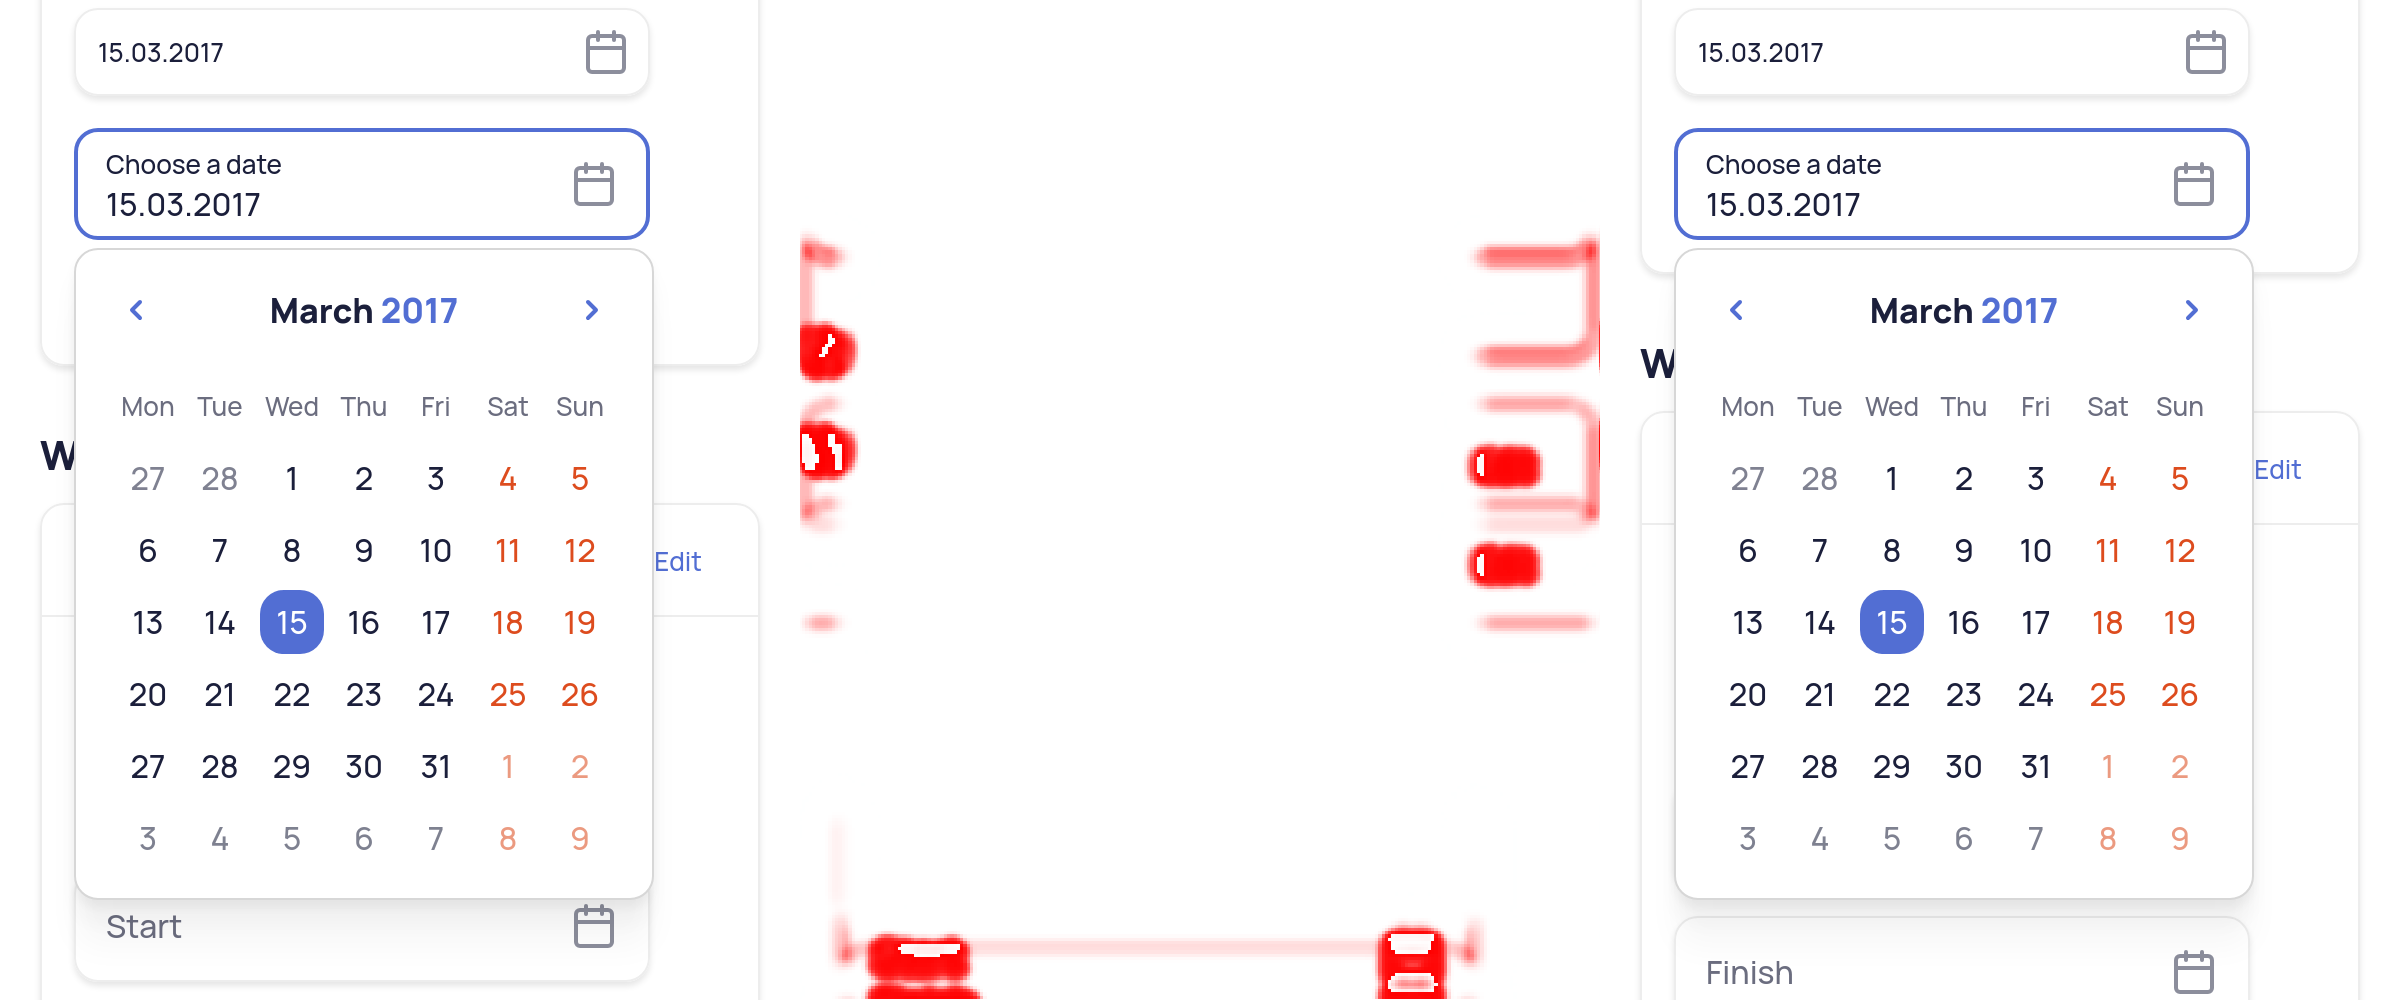 15.03.2017
Choose a date
15.03.2017
March 2017
Mon Tue Wed Thu Fri Sat Sun
27 28 1 2 3 4 5
W
6 7 8 9 10 11 12
Edit
13 14 15 16 17 18 19
20 21 22 23 24 25 26
27 28 29 30 31 1 2
3 4 5 6 7 8 9
Start
15.03.2017
Choose a date
15.03.2017
March 2017
W
Mon Tue Wed Thu Fri Sat Sun
27 28 1 2 3 4 5
Edit
6 7 8 9 10 11 12
13 14 15 16 17 18 19
20 21 22 23 24 25 26
27 28 29 30 31 1 2
3 4 5 6 7 8 9
Finish